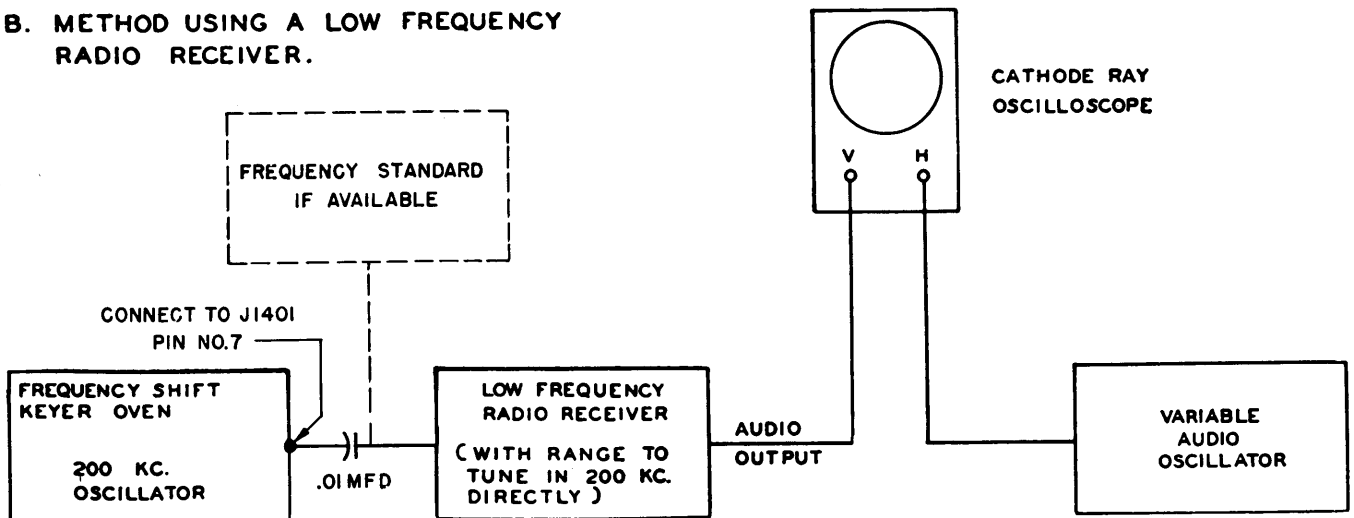 B. METHOD USING A LOW FREQUENCY
RADIO RECEIVER.
CATHODE RAY
OSCILLOSCOPE
V H
FREQUENCY STANDARD
IF AVAILABLE
CONNECT TO J1401
PIN NO.7
FREQUENCY SHIFT
KEYER OVEN
200 KC.
OSCILLATOR
.01MFD
LOW FREQUENCY
RADIO RECEIVER
(WITH RANGE TO
TUNE IN 200 KC.
DIRECTLY)
AUDIO
OUTPUT
VARIABLE
AUDIO
OSCILLATOR